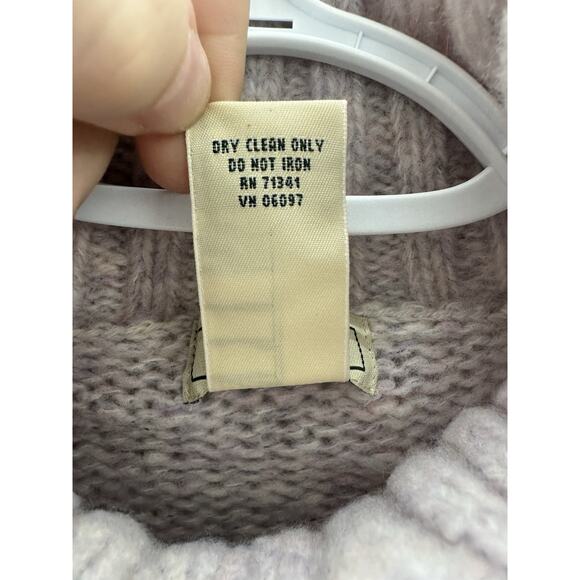 DRY CLEAN ONLY
DO NOT IRON
RN 71341
VN 06097